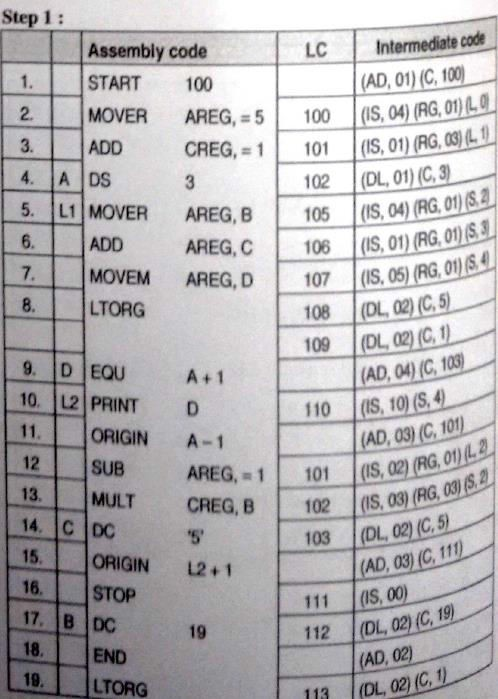 Step 1 :
Assembly code LC Intermediate code
1. START 100 (AD, 01) (C, 100)
2. MOVER AREG, = 5 100 (IS, 04) (RG, 01) (L, 0)
3. ADD CREG, = 1 101 (IS, 01) (RG, 03) (L, 1)
4. A DS 3 102 (DL, 01) (C, 3)
5. L1 MOVER AREG, B 105 (IS, 04) (RG, 01) (S, 2)
6. ADD AREG, C 106 (IS, 01) (RG, 01) (S, 3)
7. MOVEM AREG, D 107 (IS, 05) (RG, 01) (S, 4)
8. LTORG 108 (DL, 02) (C, 5)
109 (DL, 02) (C, 1)
9. D EQU A + 1 (AD, 04) (C, 103)
10. L2 PRINT D 110 (IS, 10) (S, 4)
11. ORIGIN A – 1 (AD, 03) (C, 101)
12 SUB AREG, = 1 101 (IS, 02) (RG, 01) (L, 2)
13. MULT CREG, B 102 (IS, 03) (RG, 03) (S, 2)
14. C DC '5' 103 (DL, 02) (C, 5)
15. ORIGIN L2 + 1 (AD, 03) (C, 111)
16. STOP 111 (IS, 00)
17. B DC 19 112 (DL, 02) (C, 19)
18. END (AD, 02)
19. LTORG 113 (DL, 02) (C, 1)